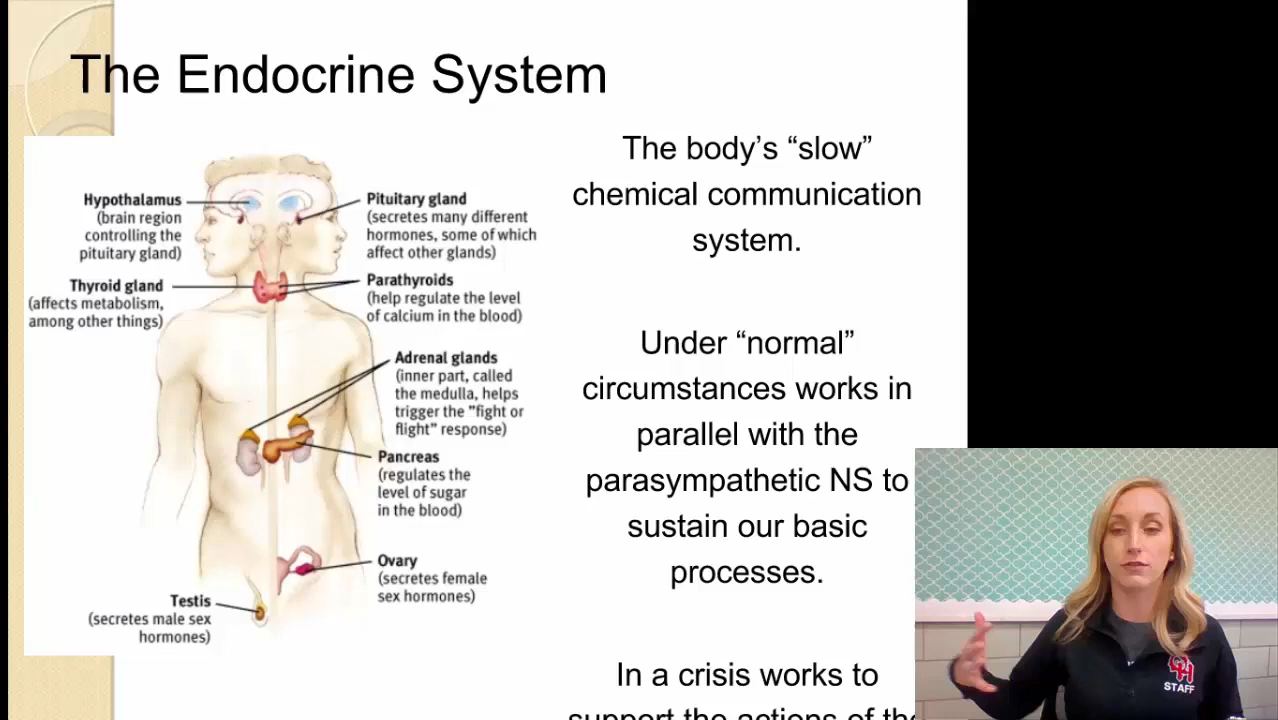 The Endocrine System
Hypothalamus
(brain region
controlling the
pituitary gland)
Thyroid gland
(affects metabolism,
among other things)
Testis
(secretes male sex
hormones)
Pituitary gland
(secretes many different
hormones, some of which
affect other glands)
Parathyroids
(help regulate the level
of calcium in the blood)
Adrenal glands
(inner part, called
the medulla, helps
trigger the "fight or
flight" response)
Pancreas
(regulates the
level of sugar
in the blood)
Ovary
(secretes female
sex hormones)
The body’s “slow”
chemical communication
system.
Under “normal”
circumstances works in
parallel with the
parasympathetic NS to
sustain our basic
processes.
In a crisis works to
support the actions of the
STAFF